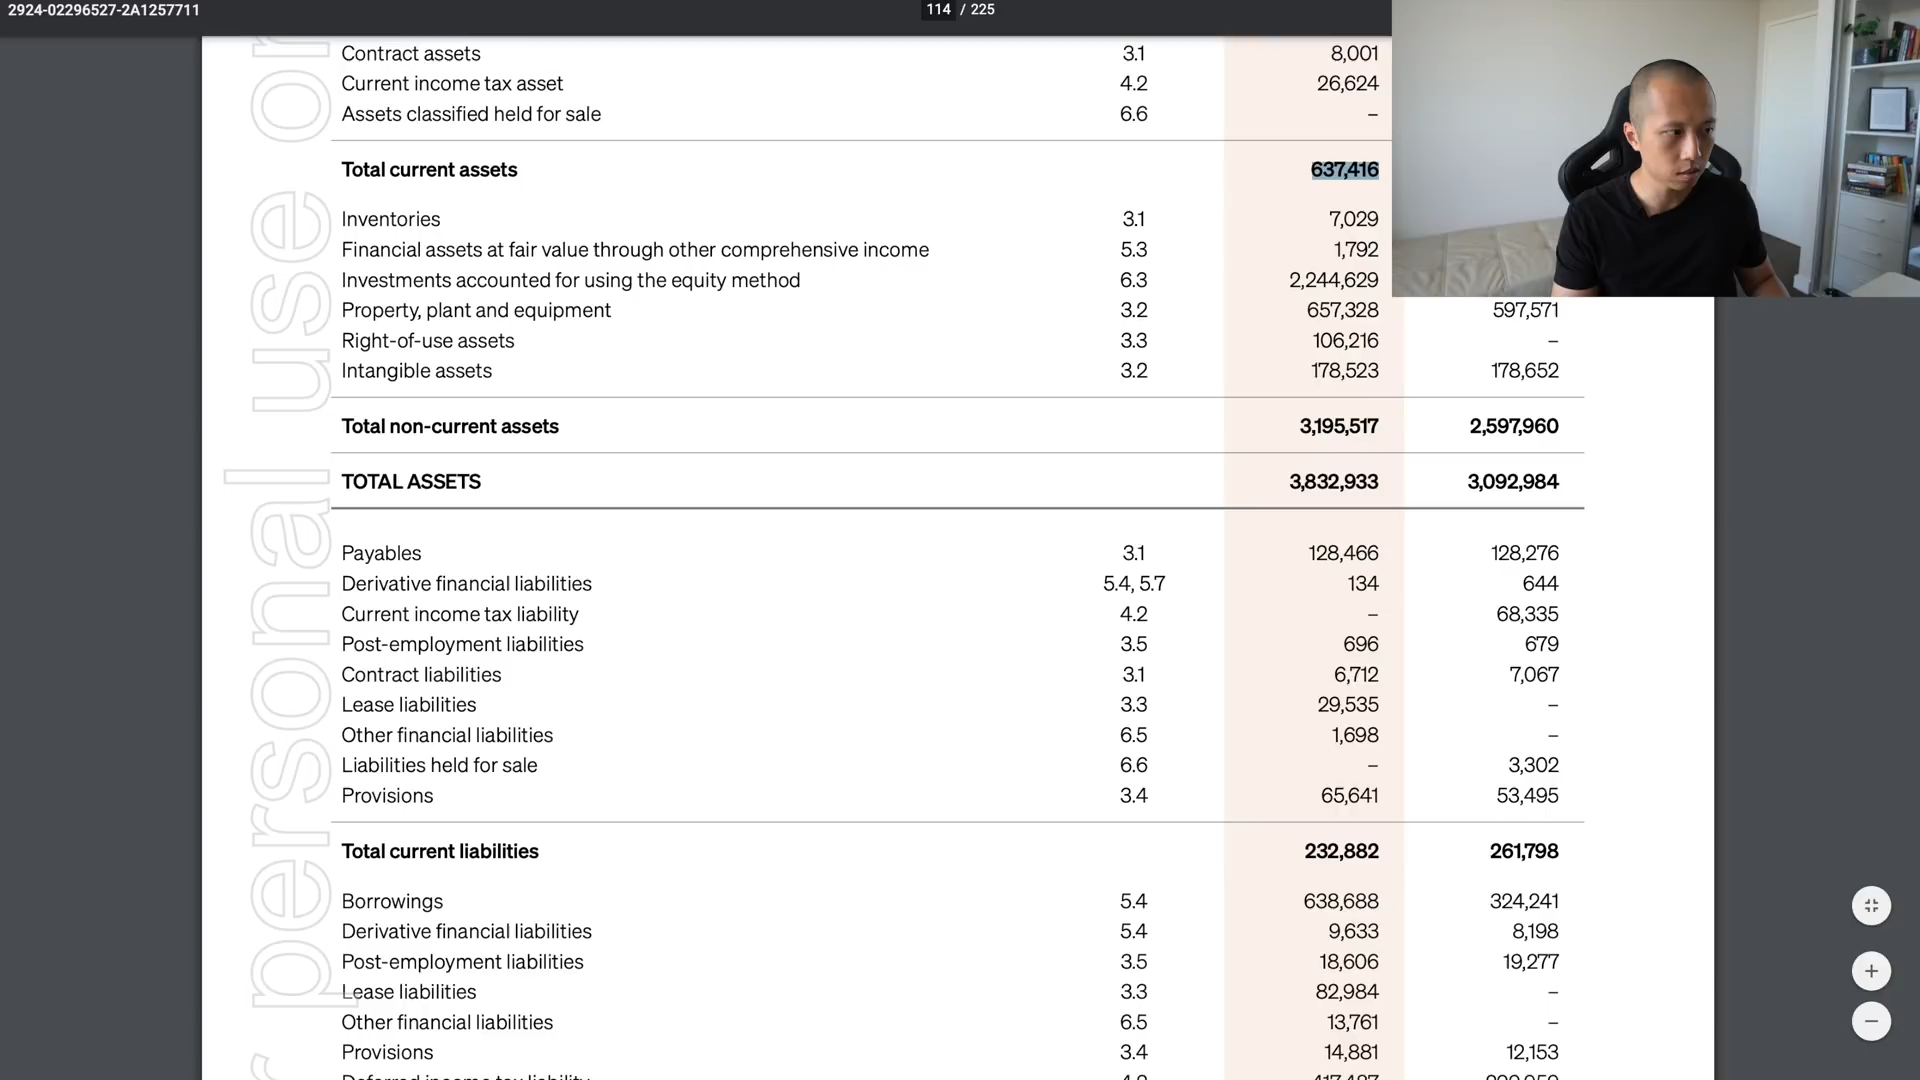 2924-02296527-2A1257711 114 / 225
Contract assets 3.1 8,001
Current income tax asset 4.2 26,624
Assets classified held for sale 6.6 –
Total current assets 637,416
Inventories 3.1 7,029
Financial assets at fair value through other comprehensive income 5.3 1,792
Investments accounted for using the equity method 6.3 2,244,629
Property, plant and equipment 3.2 657,328 597,571
Right-of-use assets 3.3 106,216 –
Intangible assets 3.2 178,523 178,652
Total non-current assets 3,195,517 2,597,960
TOTAL ASSETS 3,832,933 3,092,984
Payables 3.1 128,466 128,276
Derivative financial liabilities 5.4, 5.7 134 644
Current income tax liability 4.2 – 68,335
Post-employment liabilities 3.5 696 679
Contract liabilities 3.1 6,712 7,067
Lease liabilities 3.3 29,535 –
Other financial liabilities 6.5 1,698 –
Liabilities held for sale 6.6 – 3,302
Provisions 3.4 65,641 53,495
Total current liabilities 232,882 261,798
Borrowings 5.4 638,688 324,241
Derivative financial liabilities 5.4 9,633 8,198
Post-employment liabilities 3.5 18,606 19,277
Lease liabilities 3.3 82,984 –
Other financial liabilities 6.5 13,761 –
Provisions 3.4 14,881 12,153
Deferred income tax liability
personal use